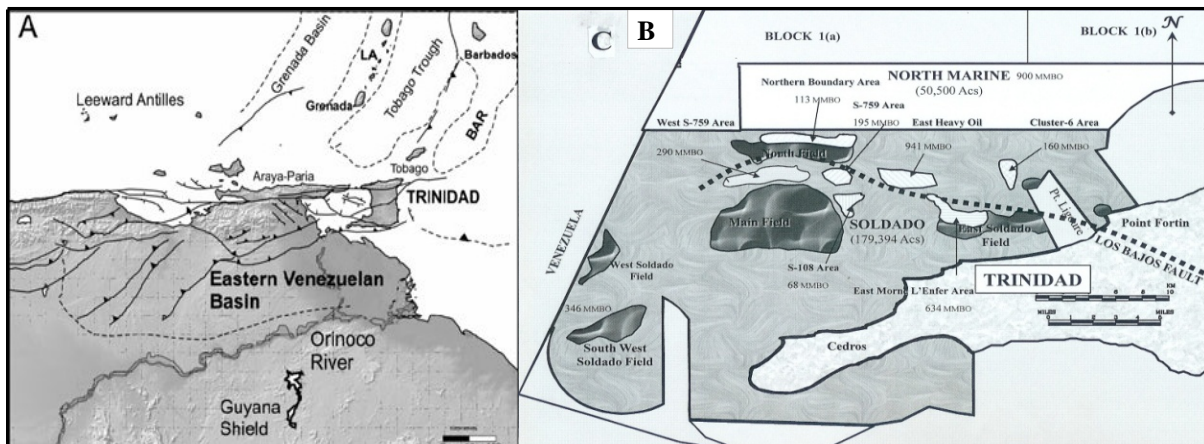 A
Grenada Basin
LA
Tobago Trough
Barbados
BAR
Leeward Antilles
Grenada
Tobago
Araya-Paria
TRINIDAD
Eastern Venezuelan
Basin
Orinoco
River
Guyana
Shield
C
B
BLOCK 1(a)
BLOCK 1(b)
N
Northern Boundary Area
113 MMBO
NORTH MARINE 900 MMBO
(50,500 Acs)
S-759 Area
195 MMBO
West S-759 Area
East Heavy Oil
Cluster-6 Area
290 MMBO
North Field
941 MMBO
160 MMBO
Main Field
SOLDADO
(179,394 Acs)
East Soldado
Field
Pt. Ligoure
Point Fortin
LOS BAJOS FAULT
VENEZUELA
West Soldado
Field
S-108 Area
68 MMBO
East Morne L'Enfer Area
634 MMBO
TRINIDAD
346 MMBO
South West
Soldado Field
Cedros
KM
MILES
MILES